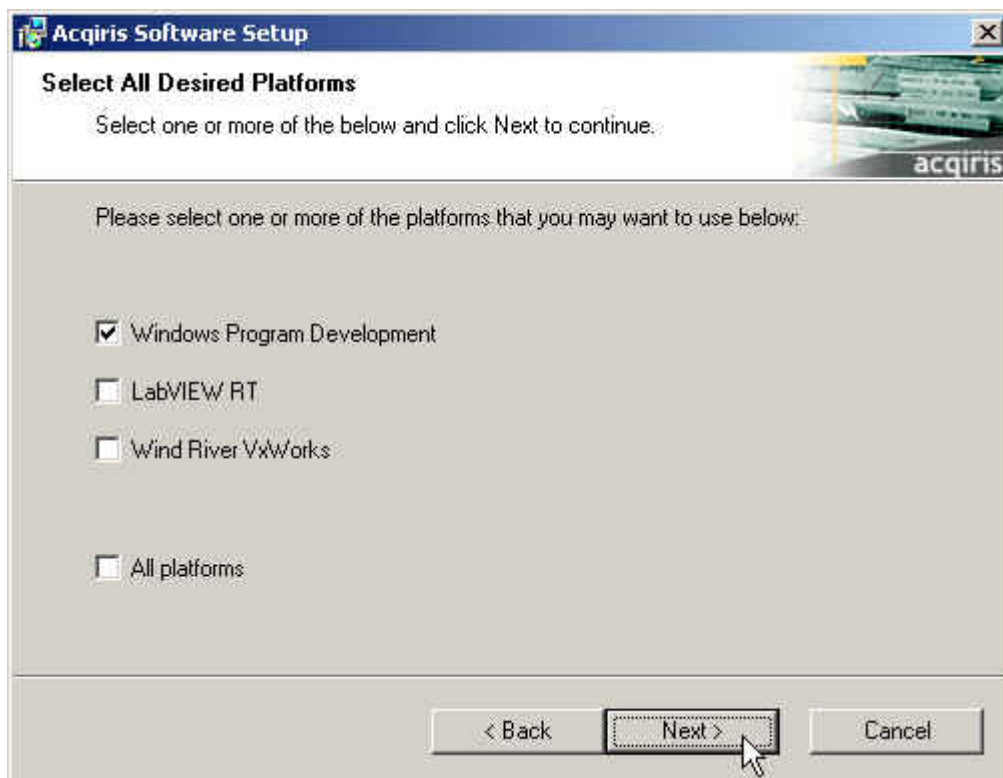 Acqiris Software Setup
Select All Desired Platforms
Select one or more of the below and click Next to continue.
acqiris
Please select one or more of the platforms that you may want to use below:
Windows Program Development
LabVIEW RT
Wind River VxWorks
All platforms
< Back Next > Cancel